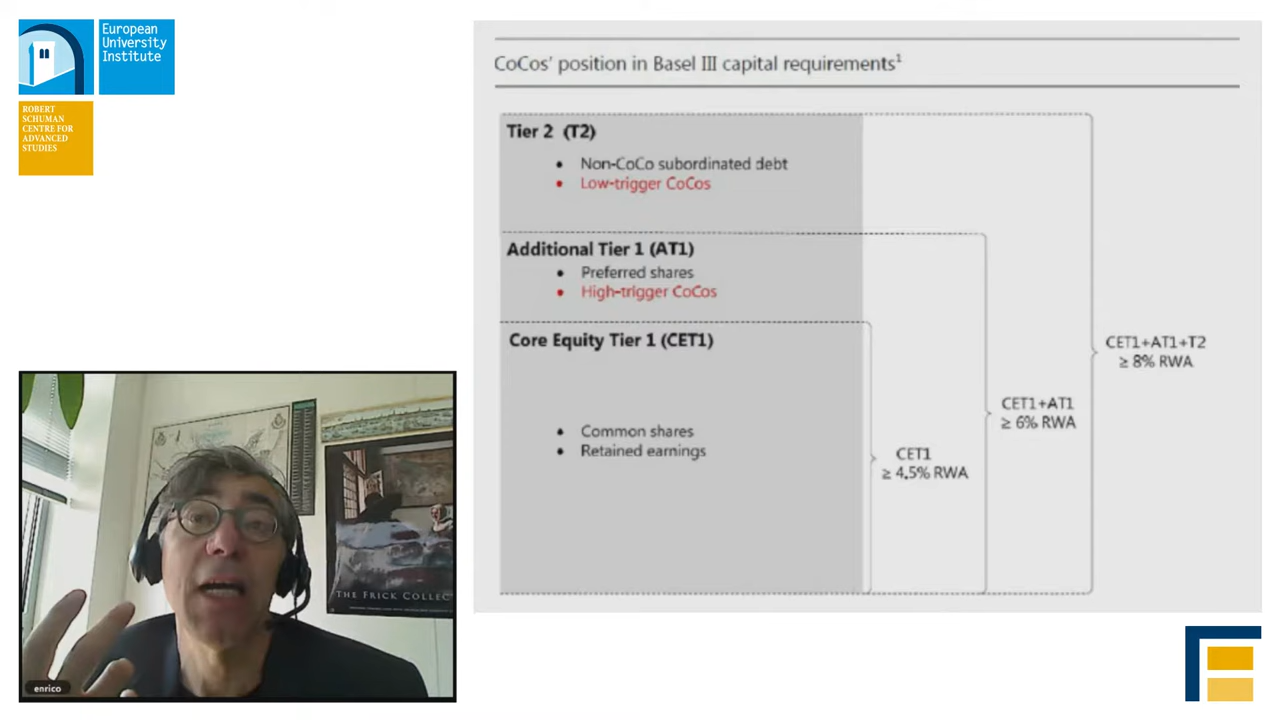 European
University
Institute
ROBERT
SCHUMAN
CENTRE FOR
ADVANCED
STUDIES
CoCos' position in Basel III capital requirements¹
Tier 2 (T2)
• Non-CoCo subordinated debt
• Low-trigger CoCos
Additional Tier 1 (AT1)
• Preferred shares
• High-trigger CoCos
Core Equity Tier 1 (CET1)
• Common shares
• Retained earnings
CET1
≥ 4,5% RWA
CET1+AT1
≥ 6% RWA
CET1+AT1+T2
≥ 8% RWA
THE FRICK COLLEC
enrico